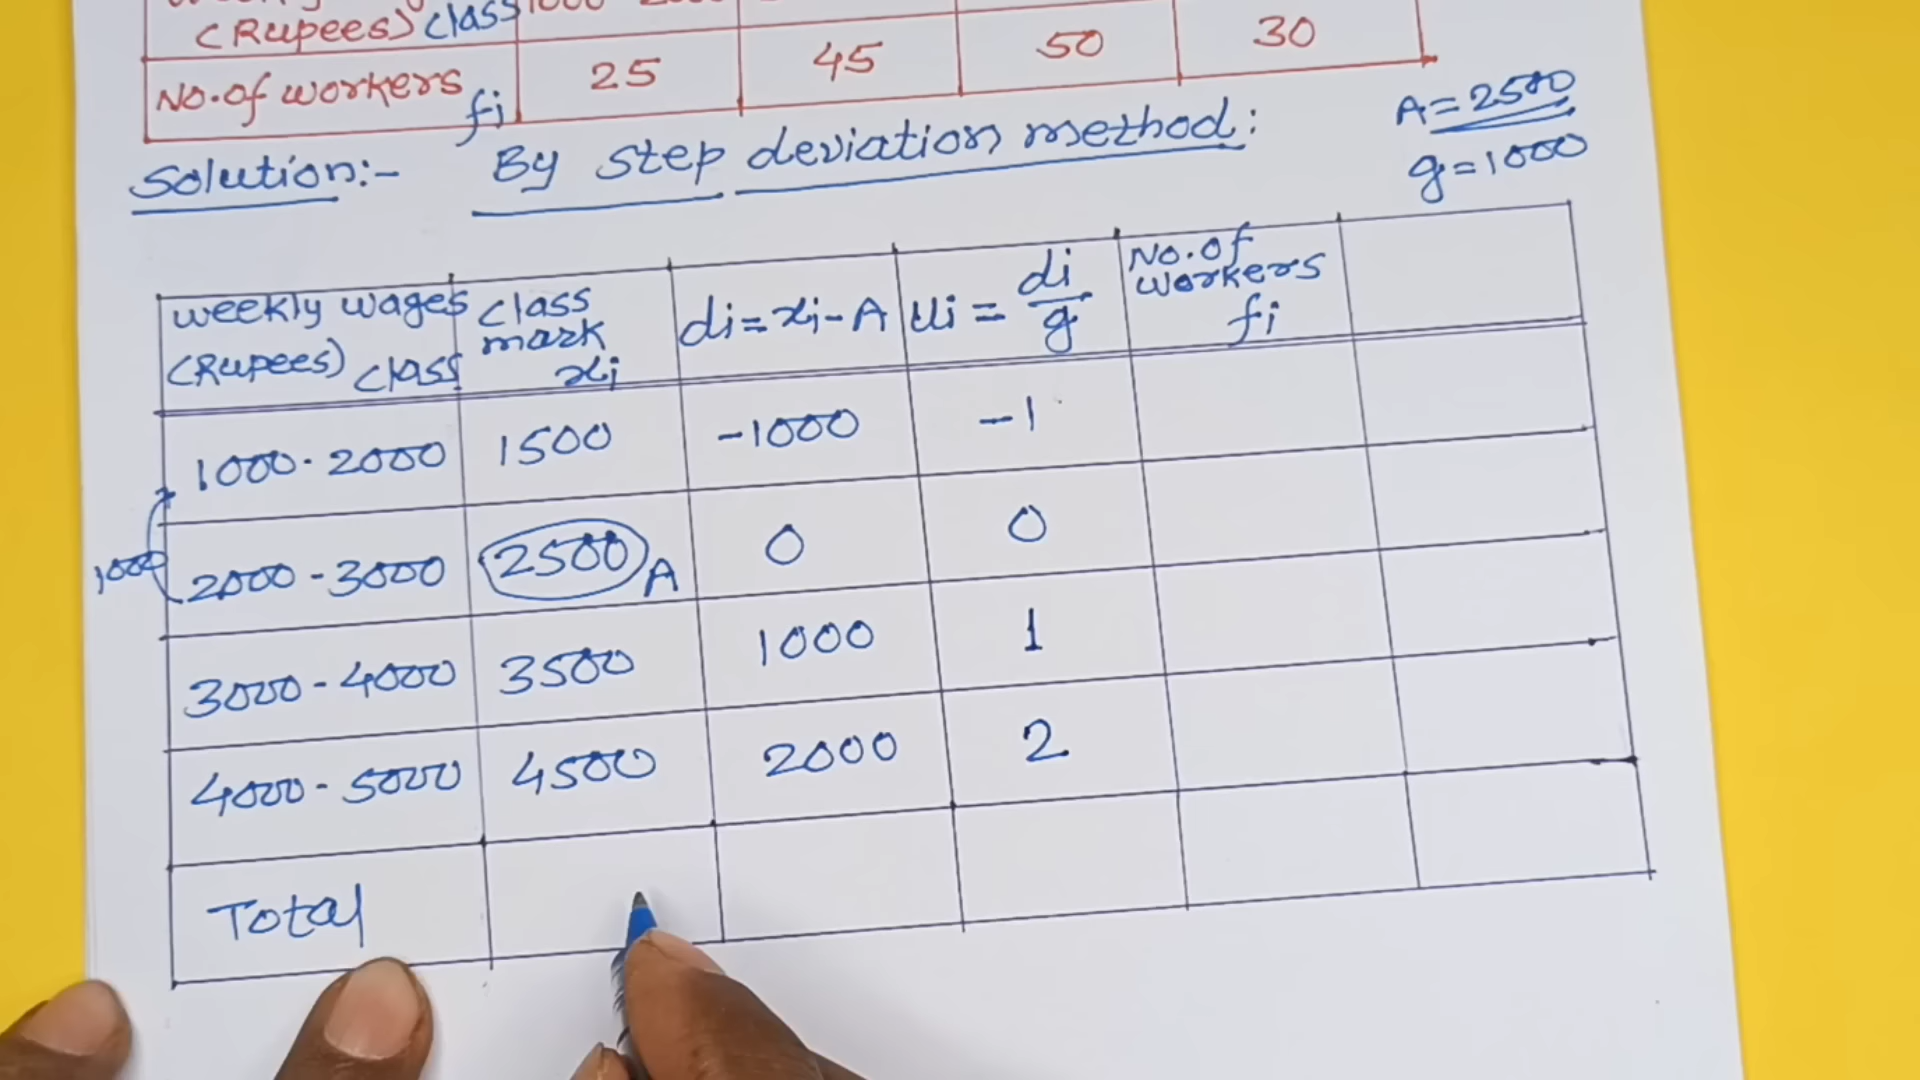 (Rupees) class
No. of workers fi 25 45 50 30
A = 2500
g = 1000
Solution:- By step deviation method:
weekly wages (Rupees) class
class mark xi
di = xi - A
ui = di/g
No. of workers fi
1000 - 2000 1500 -1000 -1
2000 - 3000 2500 A 0 0
1000
3000 - 4000 3500 1000 1
4000 - 5000 4500 2000 2
Total